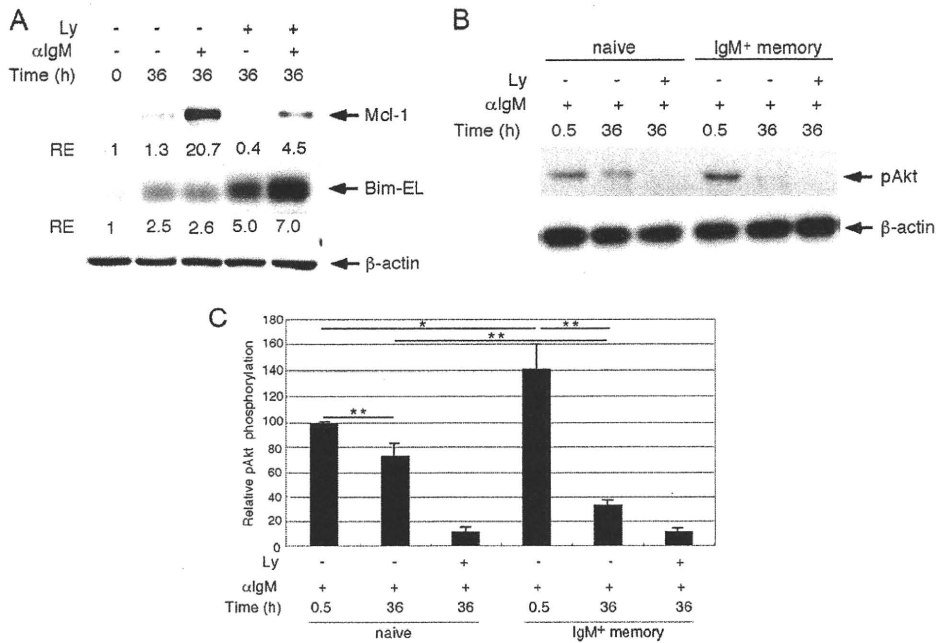 A
Ly - - - + +
αIgM - - + - +
Time (h) 0 36 36 36 36
Mcl-1
RE 1 1.3 20.7 0.4 4.5
Bim-EL
RE 1 2.5 2.6 5.0 7.0
β-actin
B
naive IgM+ memory
Ly - - + - - +
αIgM + + + + + +
Time (h) 0.5 36 36 0.5 36 36
pAkt
β-actin
C
Relative pAkt phosphorylation
180
160
140
120
100
80
60
40
20
0
* **
**
**
Ly - - + - - +
αIgM + + + + + +
Time (h) 0.5 36 36 0.5 36 36
naive IgM+ memory